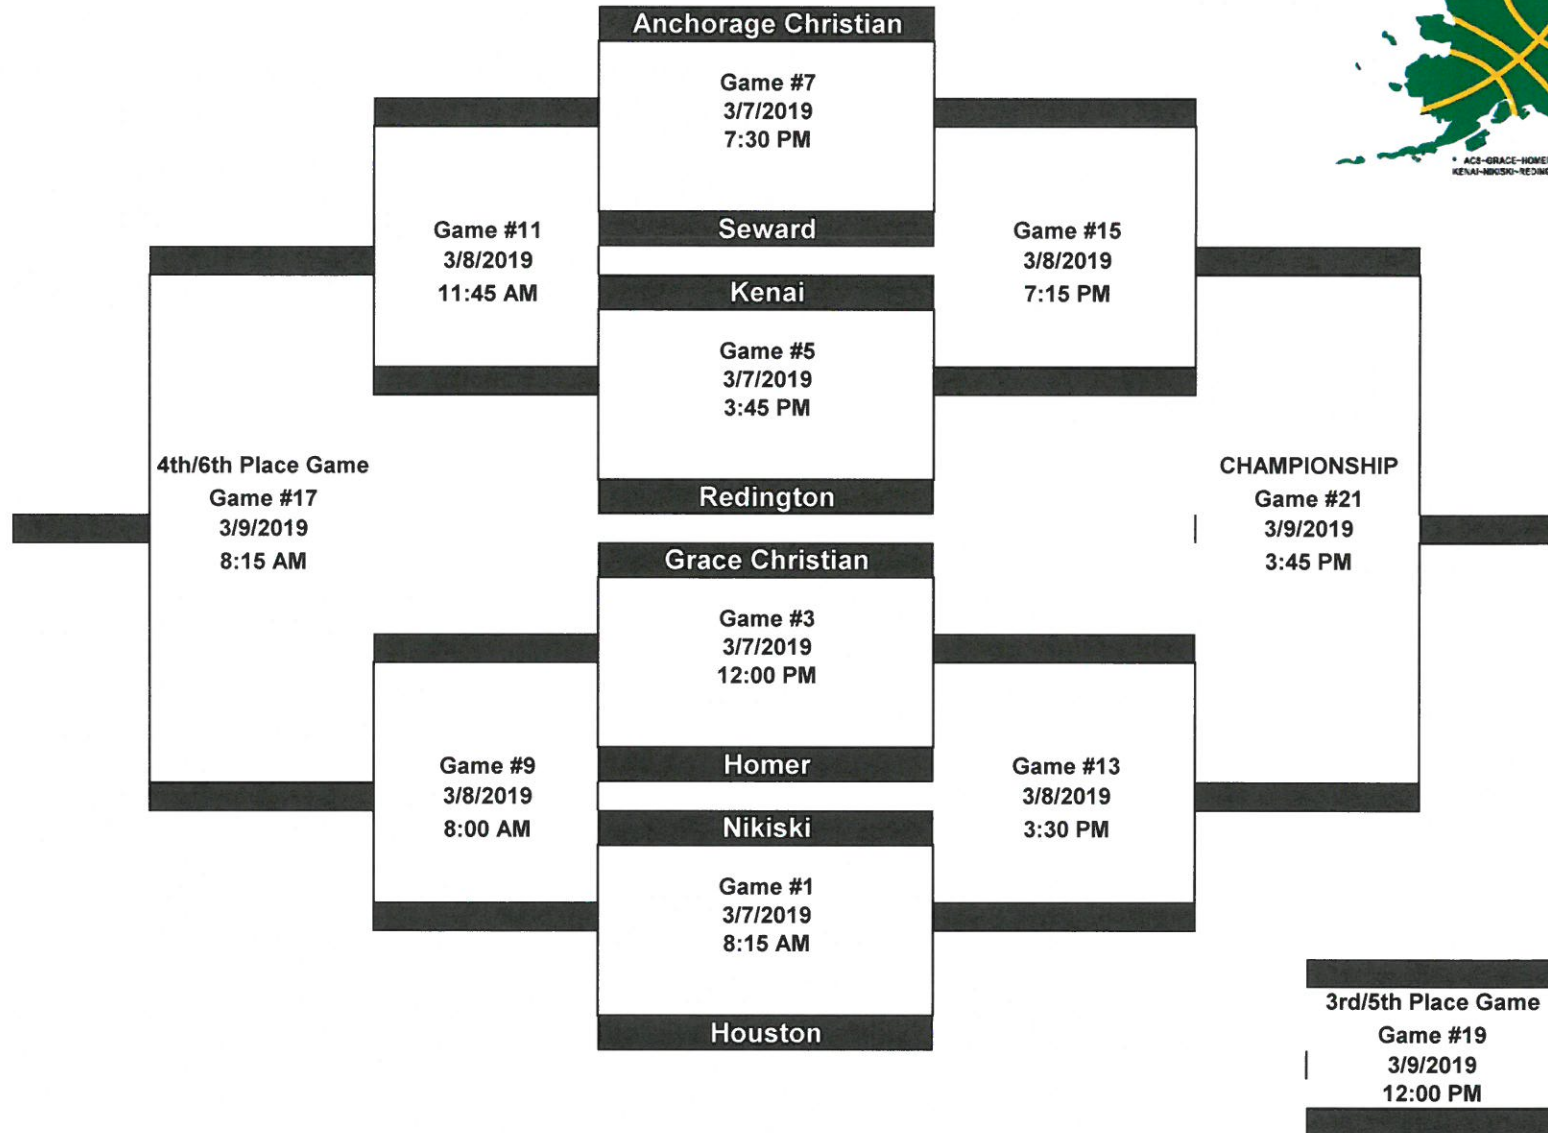 Anchorage Christian
Game #7
3/7/2019
7:30 PM
Seward
Game #11
3/8/2019
11:45 AM
Game #15
3/8/2019
7:15 PM
Kenai
Game #5
3/7/2019
3:45 PM
Redington
4th/6th Place Game
Game #17
3/9/2019
8:15 AM
CHAMPIONSHIP
Game #21
3/9/2019
3:45 PM
Grace Christian
Game #3
3/7/2019
12:00 PM
Homer
Game #9
3/8/2019
8:00 AM
Game #13
3/8/2019
3:30 PM
Nikiski
Game #1
3/7/2019
8:15 AM
Houston
3rd/5th Place Game
Game #19
3/9/2019
12:00 PM
ACS-GRACE-
KENAI-NIKISKI-